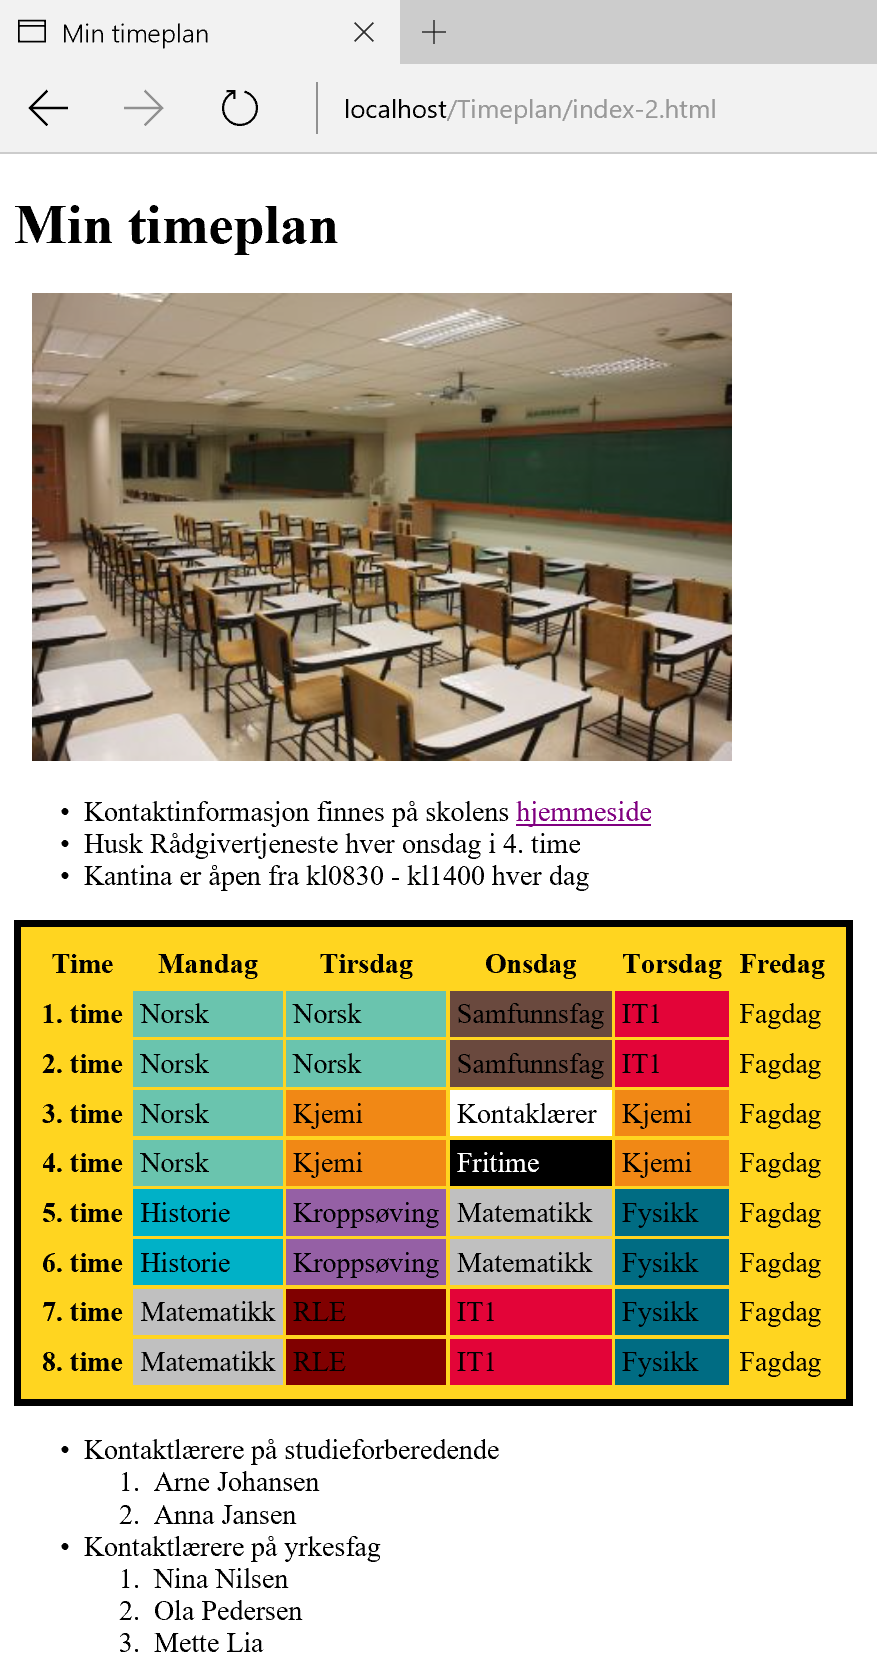 Min timeplan
localhost/Timeplan/index-2.html
Min timeplan
Kontaktinformasjon finnes på skolens hjemmeside
Husk Rådgivertjeneste hver onsdag i 4. time
Kantina er åpen fra kl0830 - kl1400 hver dag
Time Mandag Tirsdag Onsdag Torsdag Fredag
1. time Norsk Norsk Samfunnsfag IT1 Fagdag
2. time Norsk Norsk Samfunnsfag IT1 Fagdag
3. time Norsk Kjemi Kontaklærer Kjemi Fagdag
4. time Norsk Kjemi Fritime Kjemi Fagdag
5. time Historie Kroppsøving Matematikk Fysikk Fagdag
6. time Historie Kroppsøving Matematikk Fysikk Fagdag
7. time Matematikk RLE IT1 Fysikk Fagdag
8. time Matematikk RLE IT1 Fysikk Fagdag
Kontaktlærere på studieforberedende
1. Arne Johansen
2. Anna Jansen
Kontaktlærere på yrkesfag
1. Nina Nilsen
2. Ola Pedersen
3. Mette Lia